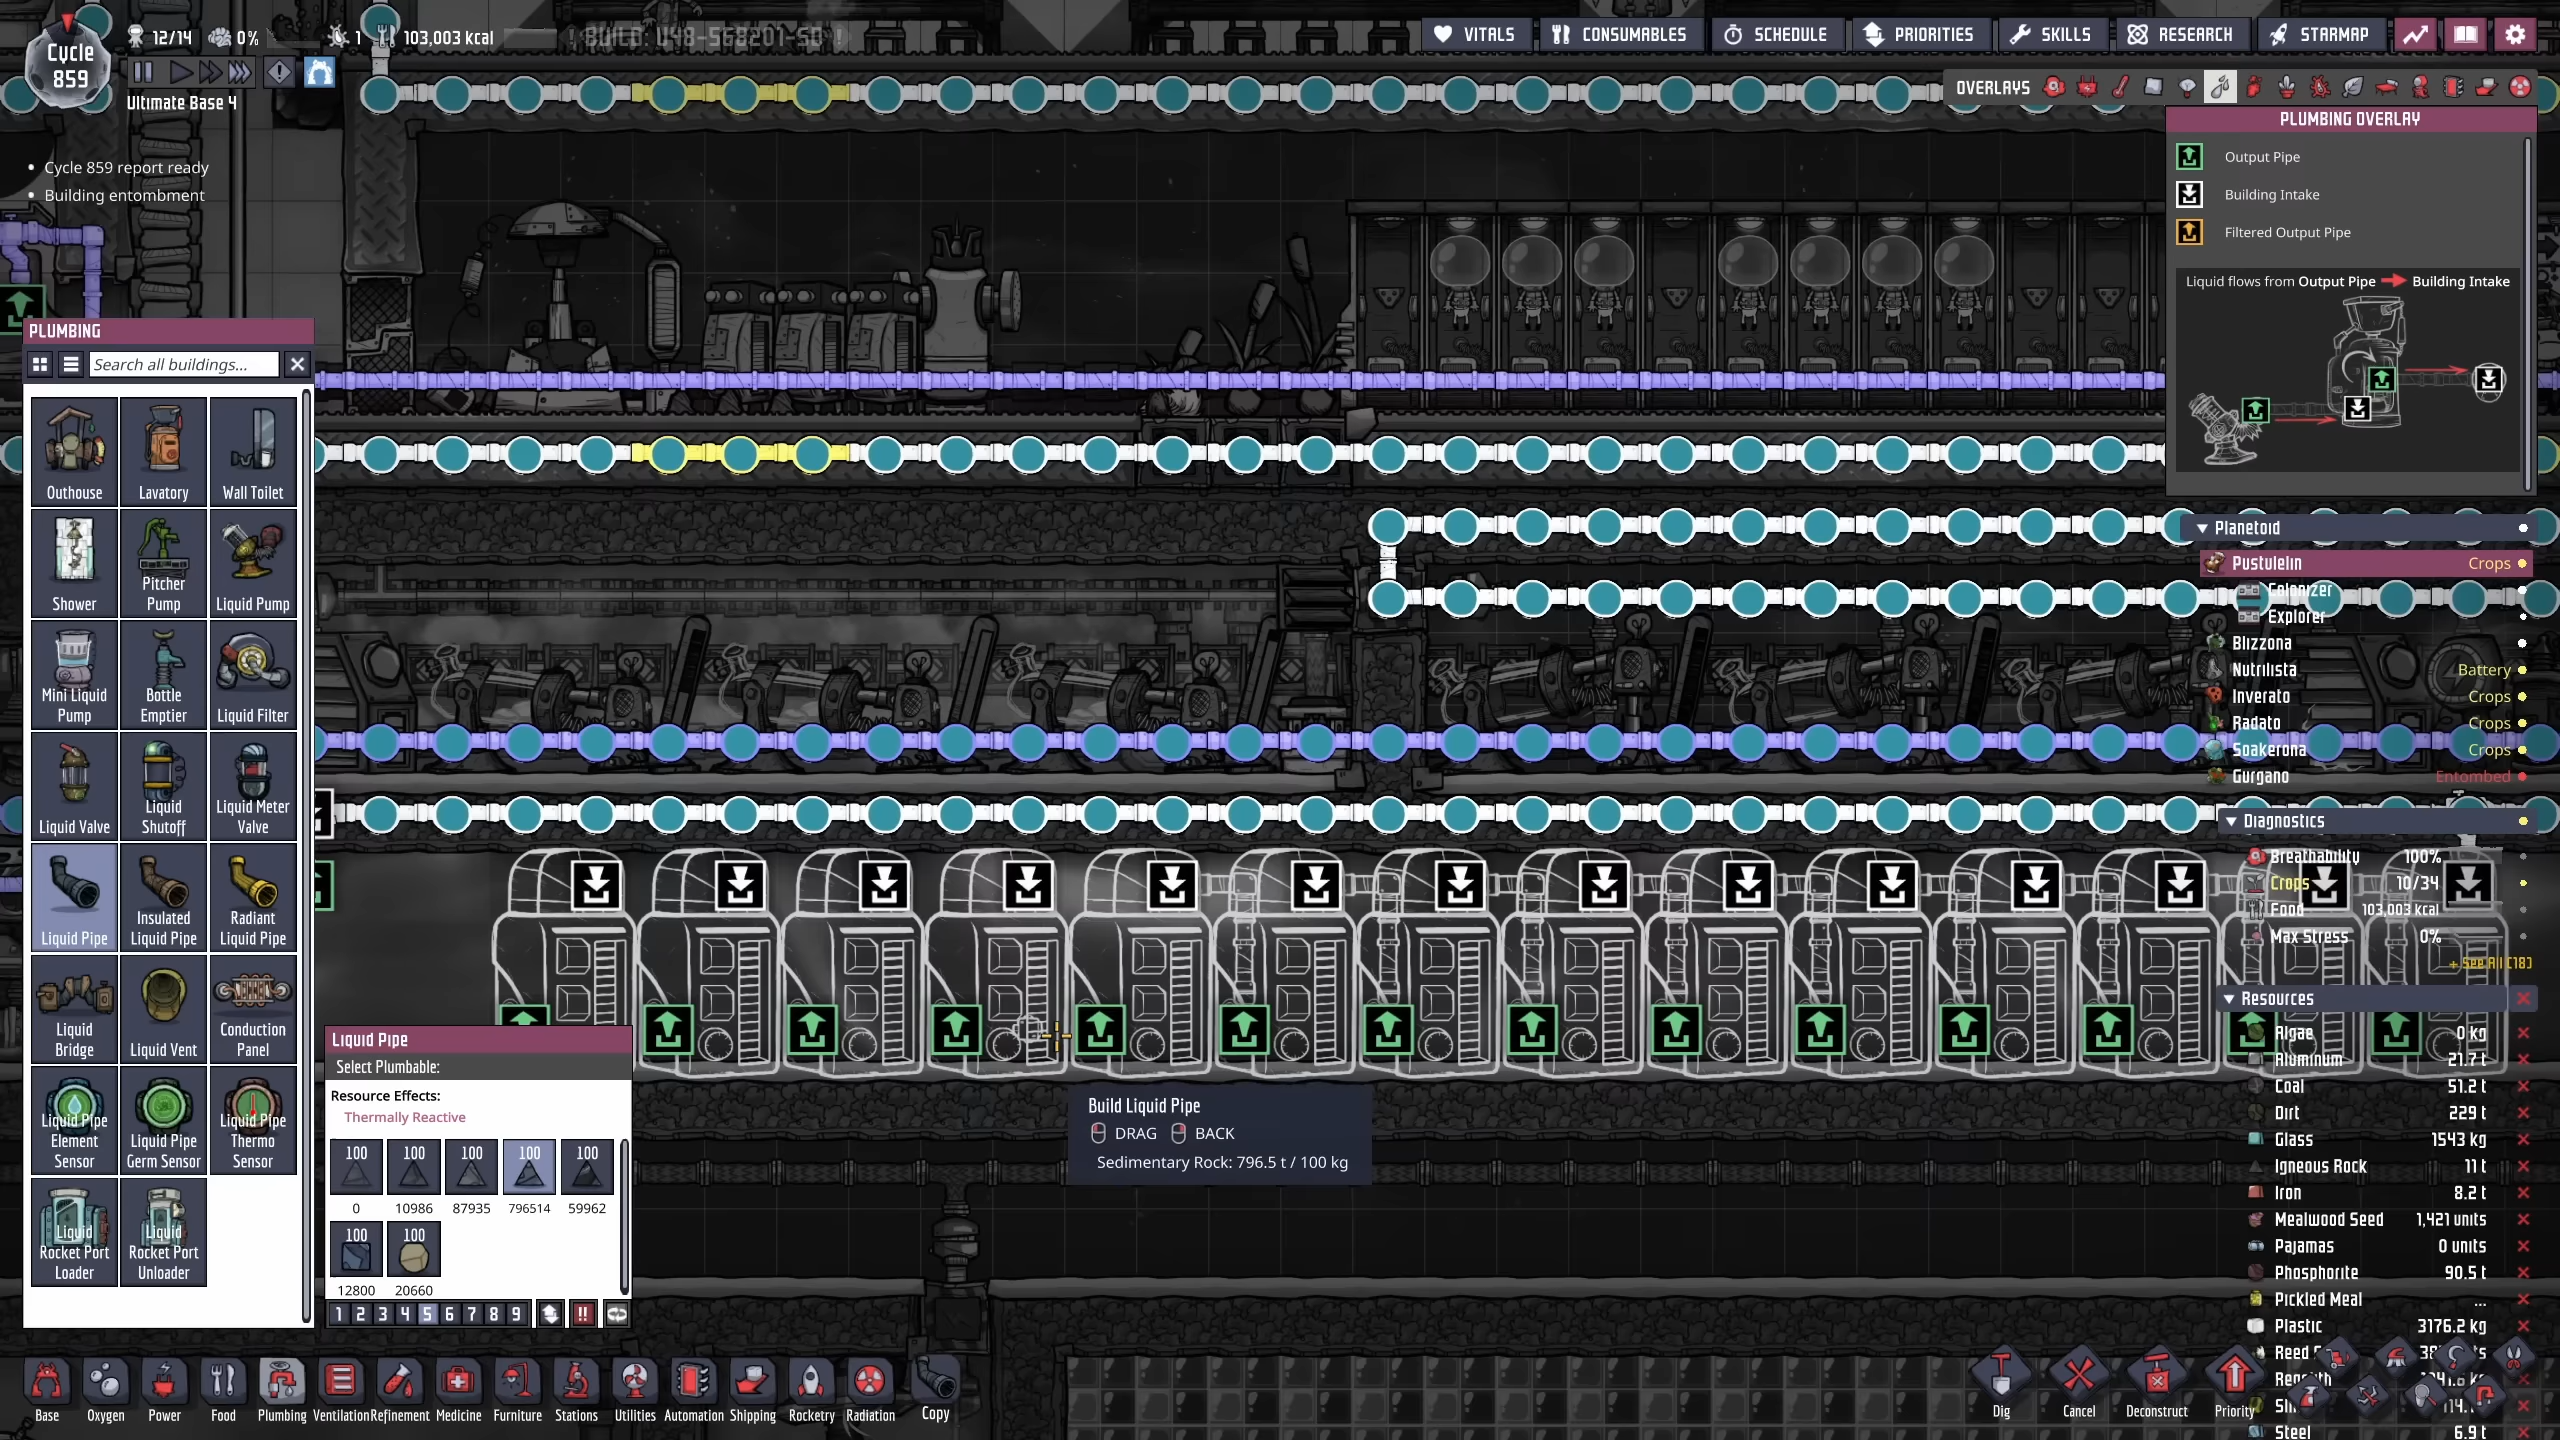 Cycle
859
12/14
0%
1
103,003 kcal
! BUILD: U48-568201-SD !
Ultimate Base 4
• Cycle 859 report ready
• Building entombment
VITALS
CONSUMABLES
SCHEDULE
PRIORITIES
SKILLS
RESEARCH
STARMAP
OVERLAYS
PLUMBING OVERLAY
Output Pipe
Building Intake
Filtered Output Pipe
Liquid flows from Output Pipe Building Intake
PLUMBING
Search all buildings...
Outhouse
Lavatory
Wall Toilet
Shower
Pitcher
Pump
Liquid Pump
Mini Liquid
Pump
Bottle
Emptier
Liquid Filter
Liquid Valve
Liquid
Shutoff
Liquid Meter
Valve
Liquid Pipe
Insulated
Liquid Pipe
Radiant
Liquid Pipe
Liquid
Bridge
Liquid Vent
Conduction
Panel
Liquid Pipe
Element
Sensor
Liquid Pipe
Germ Sensor
Liquid Pipe
Thermo
Sensor
Liquid
Rocket Port
Loader
Liquid
Rocket Port
Unloader
Liquid Pipe
Select Plumbable:
Resource Effects:
Thermally Reactive
100 100 100 100 100
0 10986 87935 796514 59962
100 100
12800 20660
1 2 3 4 5 6 7 8 9
Build Liquid Pipe
DRAG BACK
Sedimentary Rock: 796.5 t / 100 kg
Planetoid
Pustulelin Crops
Colonizer
Explorer
Blizzona
Nutrilista Battery
Inverato Crops
Radato Crops
Soakerona Crops
Gurgano Entombed
Diagnostics
Breathability 100%
Crops 10/34
Food 103,003 kcal
Max Stress 0%
+ See All (18)
Resources
Algae 0 kg
Aluminum 21.7 t
Coal 51.2 t
Dirt 229 t
Glass 1543 kg
Igneous Rock 11 t
Iron 8.2 t
Mealwood Seed 1,421 units
Pajamas 0 units
Phosphorite 90.5 t
Pickled Meal ...
Plastic 3176.2 kg
Reed
Steel 6.9 t
Base
Oxygen
Power
Food
Plumbing
Ventilation
Refinement
Medicine
Furniture
Stations
Utilities
Automation
Shipping
Rocketry
Radiation
Copy
Dig
Cancel
Deconstruct
Priority